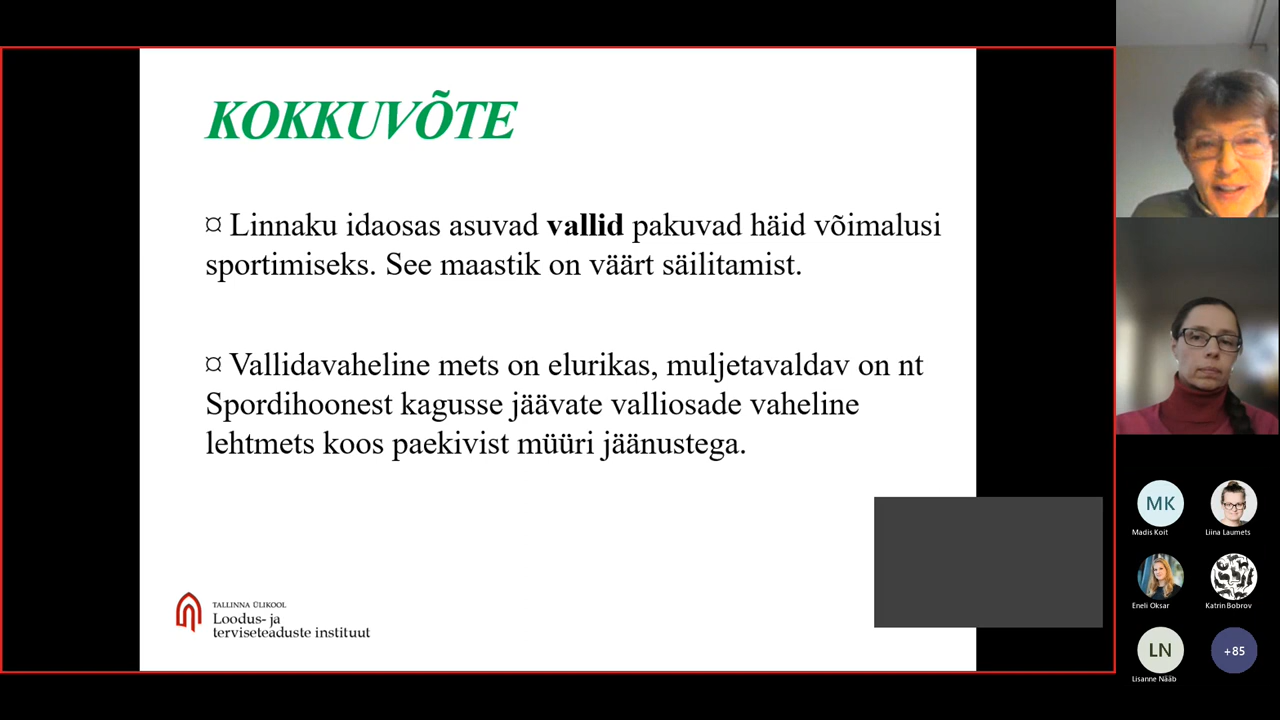 KOKKUVÕTE
¤ Linnaku idaosas asuvad vallid pakuvad häid võimalusi
sportimiseks. See maastik on väärt säilitamist.
¤ Vallidavaheline mets on elurikas, muljetavaldav on nt
Spordihoonest kagusse jäävate valliosade vaheline
lehtmets koos paekivist müüri jäänustega.
TALLINNA ÜLIKOOL
Loodus- ja
terviseteaduste instituut
MK
Madis Koit
Liina Laumets
Eneli Oksar
Katrin Bobrov
LN
Lisanne Nääb
+85